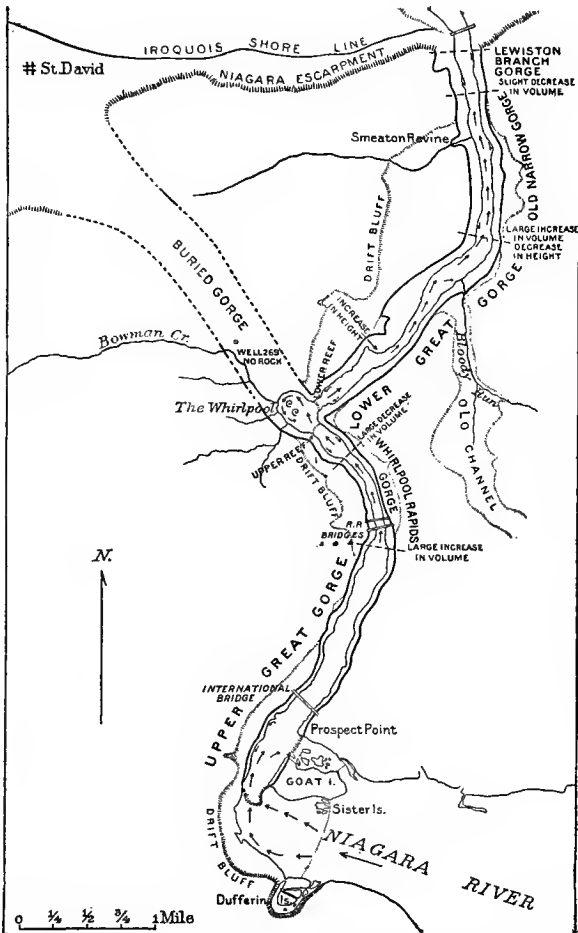 IROQUOIS SHORE LINE
# St. David
NIAGARA ESCARPMENT
LEWISTON
BRANCH
GORGE
SLIGHT DECREASE
IN VOLUME
Smeaton Ravine
OLD NARROW GORGE
DRIFT BLUFF
LARGE INCREASE
IN VOLUME
DECREASE
IN HEIGHT
BURIED GORGE
INCREASE
IN HEIGHT
LOWER GREAT GORGE
Bowman Cr.
WELL 269'
NO ROCK
LOWER REEF
Bloody Run
OLD CHANNEL
The Whirlpool
LARGE DECREASE
IN VOLUME
UPPER REEF
DRIFT BLUFF
WHIRLPOOL RAPIDS
GORGE
R.R
BRIDGES
LARGE INCREASE
IN VOLUME
N.
UPPER GREAT GORGE
INTERNATIONAL
BRIDGE
Prospect Point
GOAT I.
Sister Is.
NIAGARA RIVER
DRIFT BLUFF
Dufferin Is.
0 ¼ ½ ¾ 1 Mile